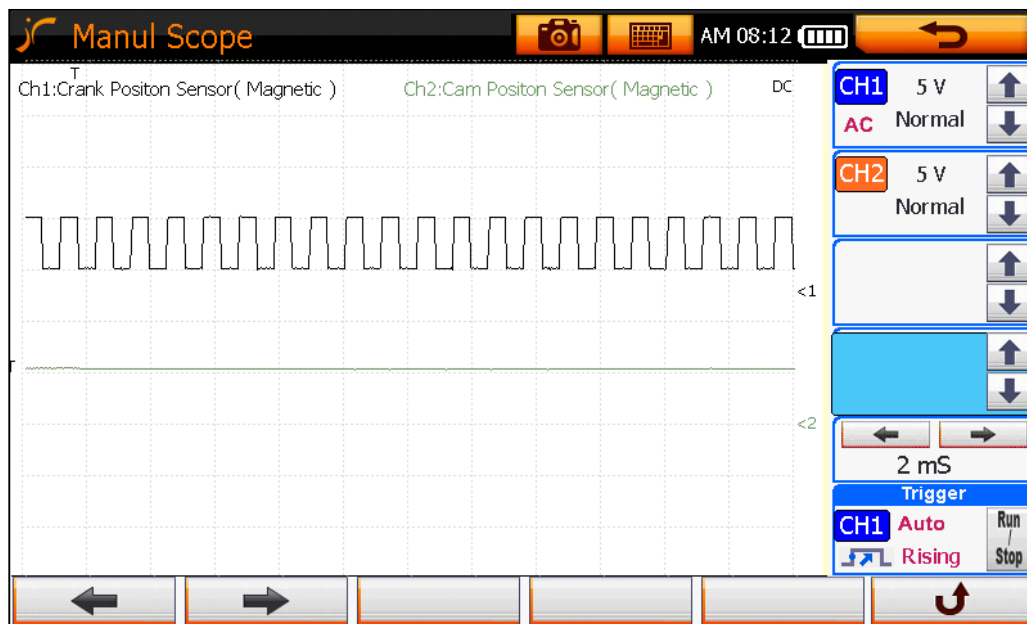 Manul Scope
AM 08:12
T
Ch1:Crank Positon Sensor( Magnetic )
Ch2:Cam Positon Sensor( Magnetic )
DC
CH1 5 V
AC Normal
CH2 5 V
Normal
<1
T
<2
2 mS
Trigger
CH1 Auto
Rising
Run
/
Stop